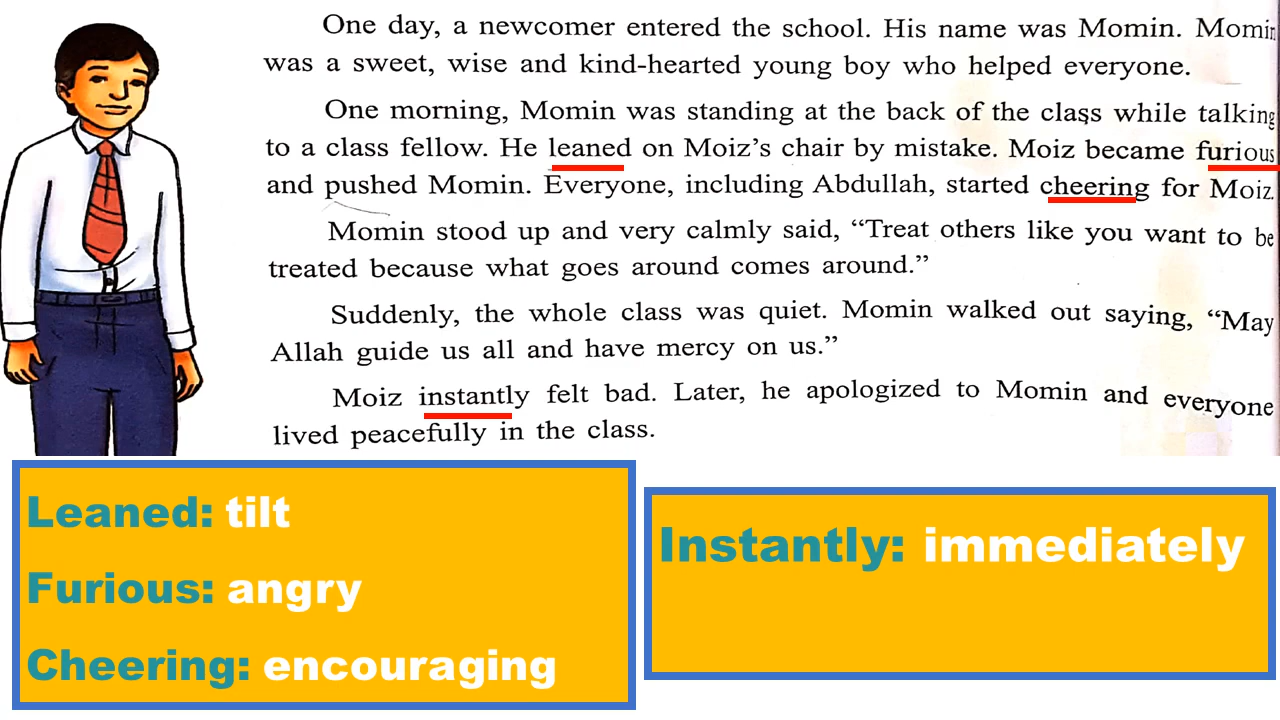 One day, a newcomer entered the school. His name was Momin. Momin
was a sweet, wise and kind-hearted young boy who helped everyone.
One morning, Momin was standing at the back of the class while talking
to a class fellow. He leaned on Moiz’s chair by mistake. Moiz became furious
and pushed Momin. Everyone, including Abdullah, started cheering for Moiz.
Momin stood up and very calmly said, “Treat others like you want to be
treated because what goes around comes around.”
Suddenly, the whole class was quiet. Momin walked out saying, “May
Allah guide us all and have mercy on us.”
Moiz instantly felt bad. Later, he apologized to Momin and everyone
lived peacefully in the class.
Leaned: tilt
Furious: angry
Cheering: encouraging
Instantly: immediately